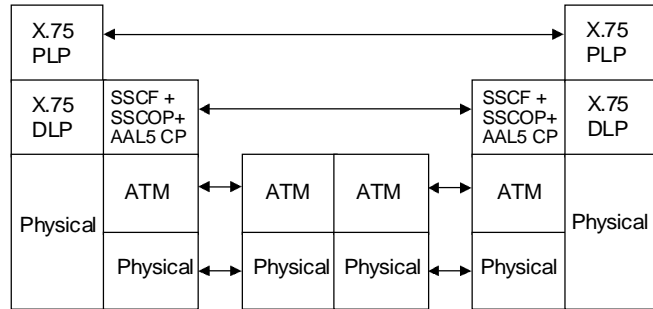 X.75
PLP
X.75
PLP
X.75
DLP
SSCF +
SSCOP+
AAL5 CP
SSCF +
SSCOP+
AAL5 CP
X.75
DLP
Physical
ATM
ATM
ATM
ATM
Physical
Physical
Physical
Physical
Physical